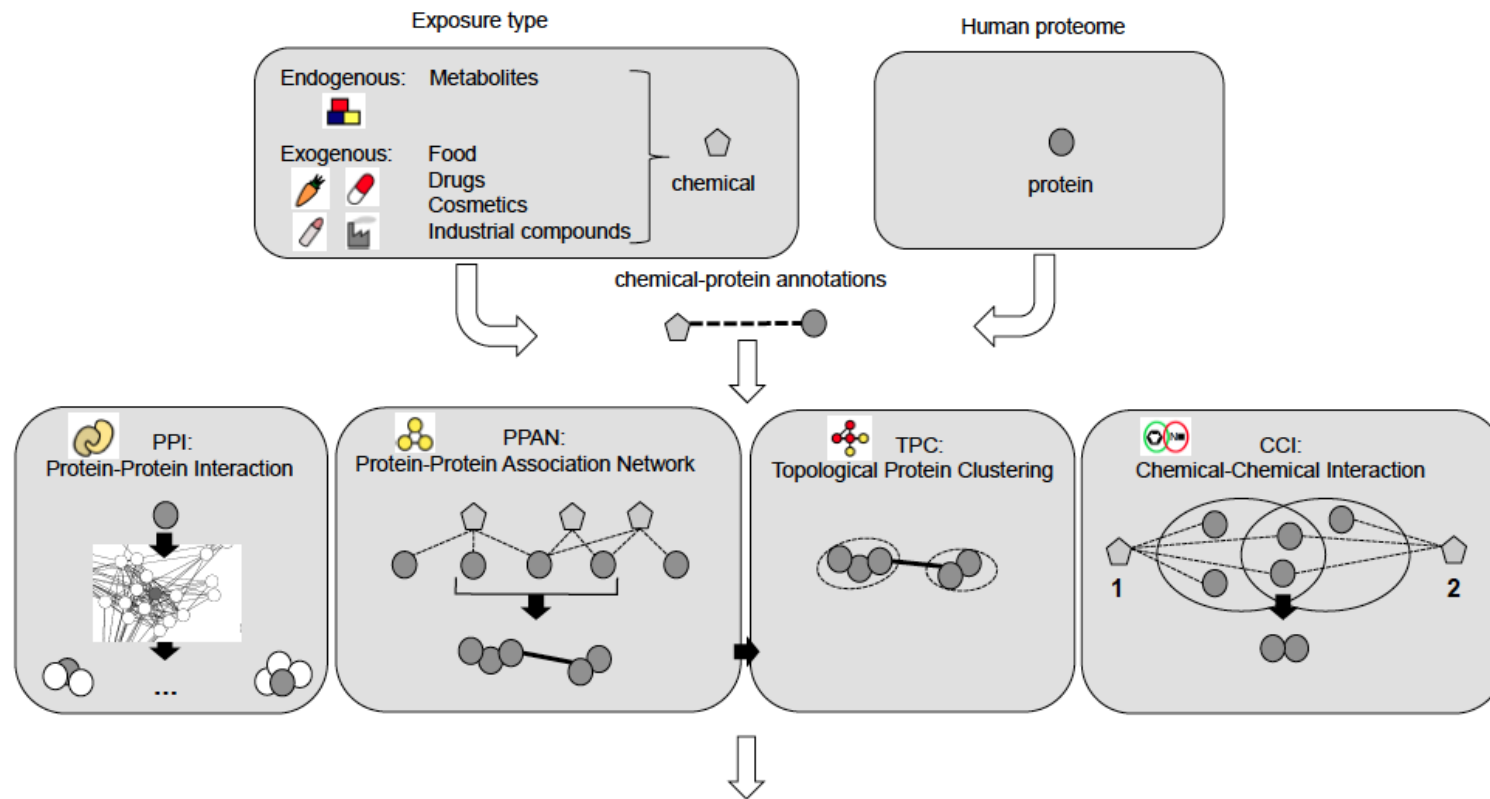 Exposure type
Human proteome
Endogenous: Metabolites
Exogenous: Food
Drugs
Cosmetics
Industrial compounds
chemical
protein
chemical-protein annotations
PPI:
Protein-Protein Interaction
...
PPAN:
Protein-Protein Association Network
TPC:
Topological Protein Clustering
CCI:
Chemical-Chemical Interaction
1
2